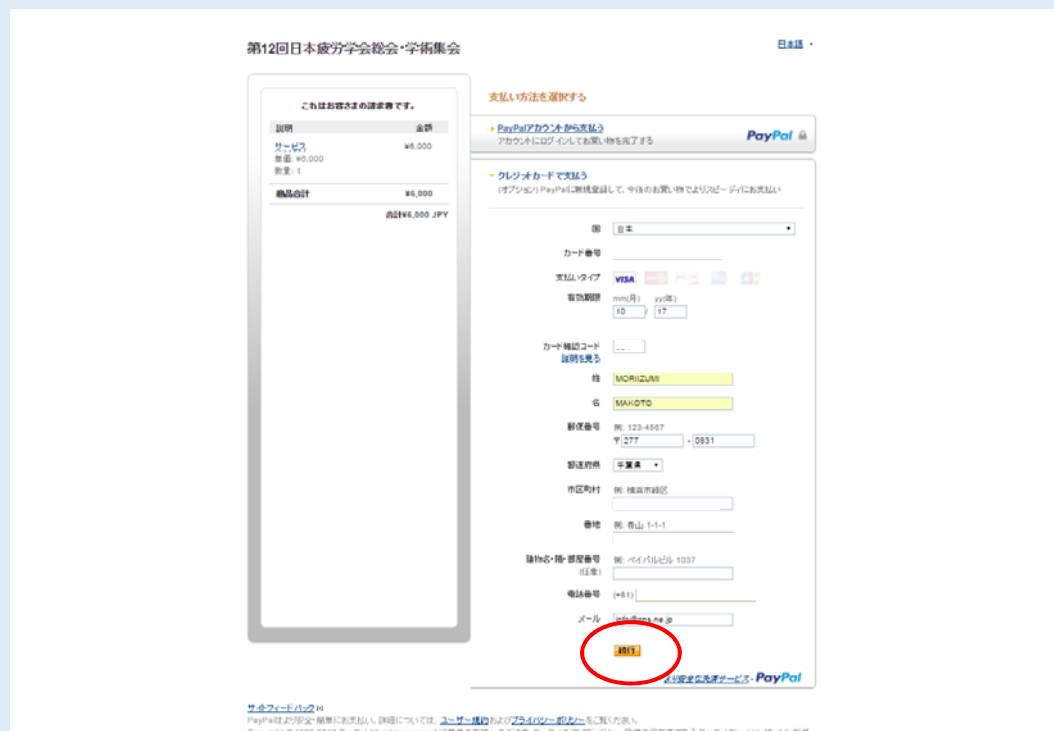 第12回日本疲労学会総会・学術集会
日本語
これはお客さまの請求書です。
説明 金額
サービス ¥6,000
単価: ¥6,000
数量: 1
商品合計 ¥6,000
合計¥6,000 JPY
支払い方法を選択する
PayPalアカウントから支払う
アカウントにログインしてお買い物を完了する
PayPal
クレジットカードで支払う
(オプション) PayPalに新規登録して、今後のお買い物でよりスピーディにお支払い
国 日本
カード番号
支払いタイプ VISA
有効期限 mm(月) yy(年)
10 / 17
カード確認コード
説明を見る
姓 MORIIZUMI
名 MAKOTO
郵便番号 例: 123-4567
〒 277 - 0831
都道府県 千葉県
市区町村 例: 横浜市緑区
番地 例: 青山 1-1-1
建物名・階・部屋番号 例: ペイパルビル 1037
(任意)
電話番号 (+81)
メール
続行
より安全な決済サービス - PayPal
サイトフィードバック
PayPalはより安全・簡単にお支払い。詳細については、ユーザー規約およびプライバシーポリシーをご覧ください。